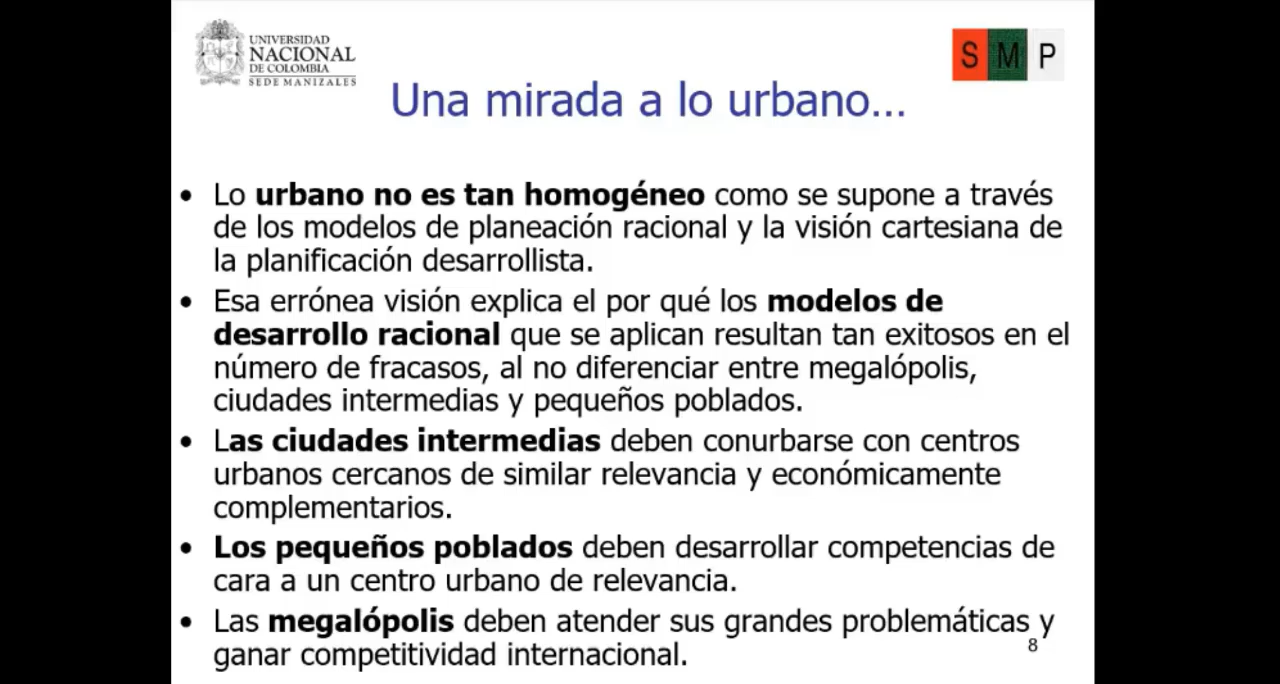 UNIVERSIDAD
NACIONAL
DE COLOMBIA
SEDE MANIZALES
S M P
Una mirada a lo urbano...
• Lo urbano no es tan homogéneo como se supone a través
de los modelos de planeación racional y la visión cartesiana de
la planificación desarrollista.
• Esa errónea visión explica el por qué los modelos de
desarrollo racional que se aplican resultan tan exitosos en el
número de fracasos, al no diferenciar entre megalópolis,
ciudades intermedias y pequeños poblados.
• Las ciudades intermedias deben conurbarse con centros
urbanos cercanos de similar relevancia y económicamente
complementarios.
• Los pequeños poblados deben desarrollar competencias de
cara a un centro urbano de relevancia.
• Las megalópolis deben atender sus grandes problemáticas y
ganar competitividad internacional.
8